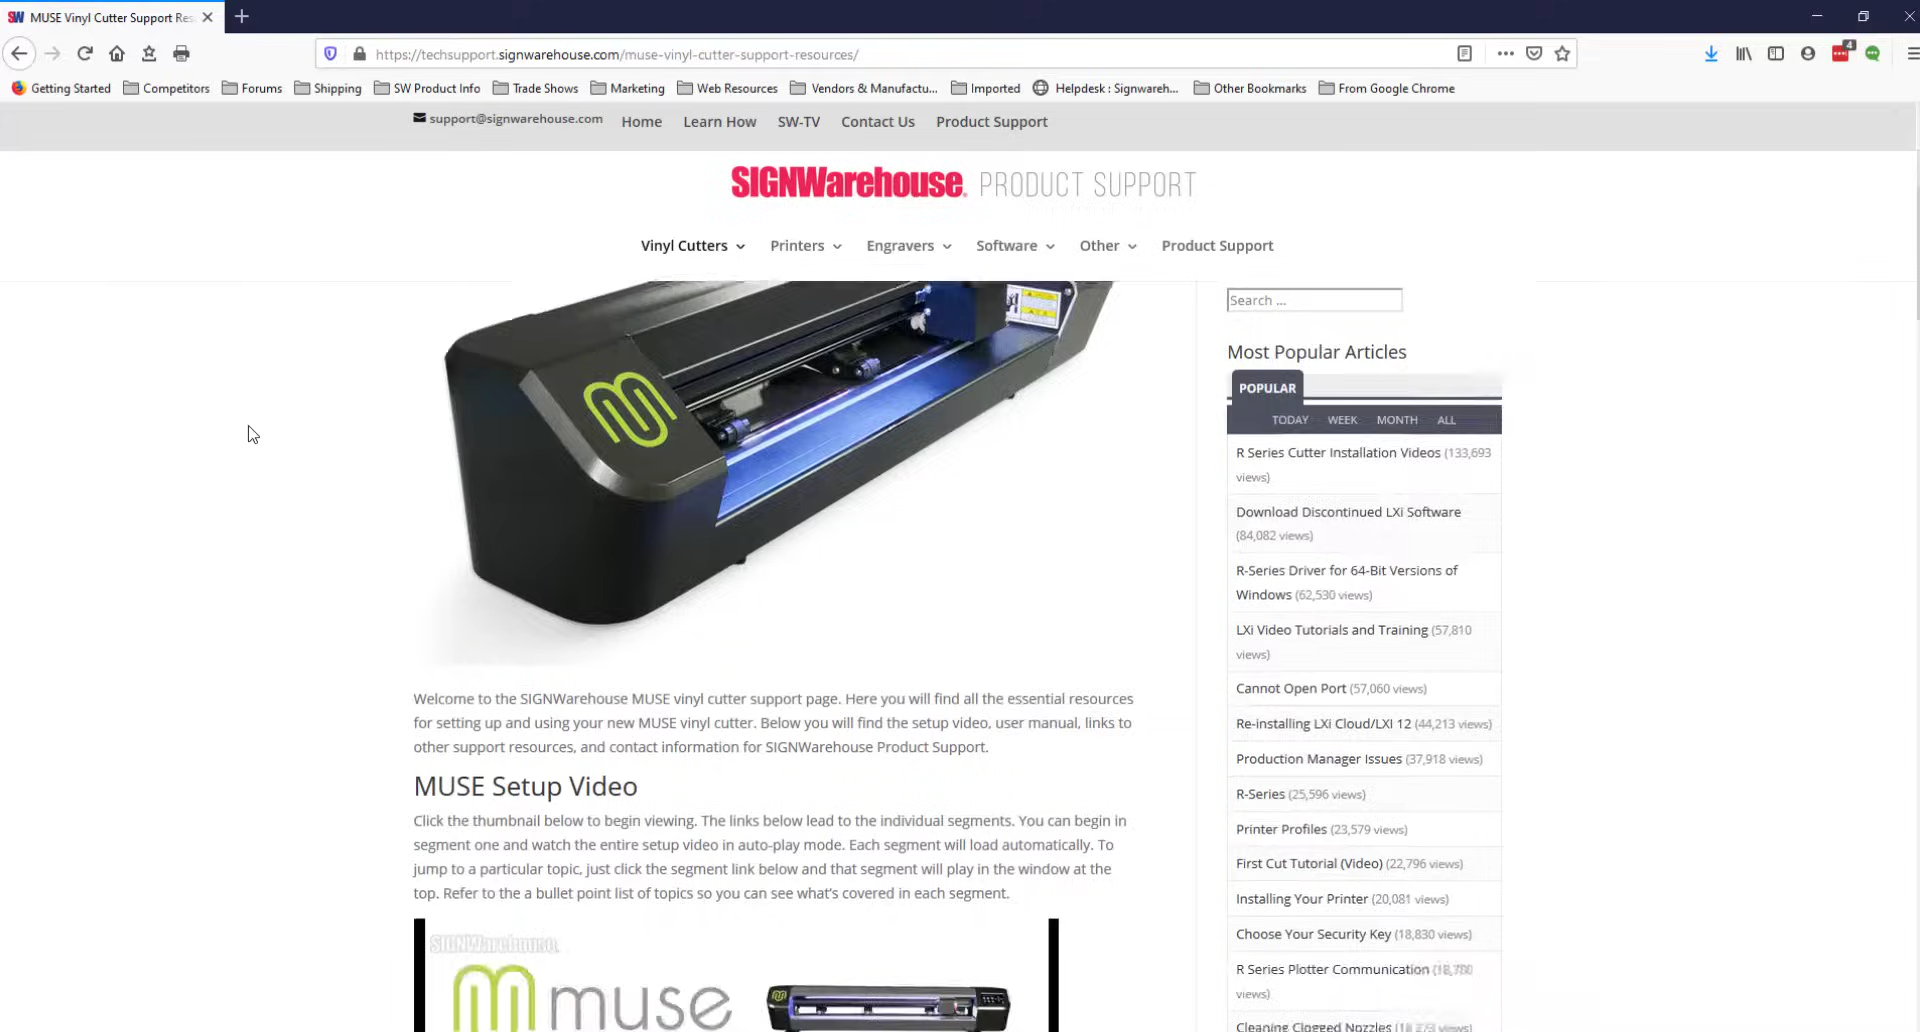 SW MUSE Vinyl Cutter Support Res
https://techsupport.signwarehouse.com/muse-vinyl-cutter-support-resources/
4
Getting Started Competitors Forums Shipping SW Product Info Trade Shows Marketing Web Resources Vendors & Manufactu... Imported Helpdesk : Signwareh... Other Bookmarks From Google Chrome
support@signwarehouse.com Home Learn How SW-TV Contact Us Product Support
SIGNWarehouse. PRODUCT SUPPORT
Vinyl Cutters Printers Engravers Software Other Product Support
Search ...
Most Popular Articles
POPULAR
TODAY WEEK MONTH ALL
R Series Cutter Installation Videos (133,693
views)
Download Discontinued LXi Software
(84,082 views)
R-Series Driver for 64-Bit Versions of
Windows (62,530 views)
LXi Video Tutorials and Training (57,810
views)
Cannot Open Port (57,060 views)
Re-installing LXi Cloud/LXI 12 (44,213 views)
Production Manager Issues (37,918 views)
R-Series (25,596 views)
Printer Profiles (23,579 views)
First Cut Tutorial (Video) (22,796 views)
Installing Your Printer (20,081 views)
Choose Your Security Key (18,830 views)
R Series Plotter Communication
views)
Cleaning Clogged Nozzles
Welcome to the SIGNWarehouse MUSE vinyl cutter support page. Here you will find all the essential resources
for setting up and using your new MUSE vinyl cutter. Below you will find the setup video, user manual, links to
other support resources, and contact information for SIGNWarehouse Product Support.
MUSE Setup Video
Click the thumbnail below to begin viewing. The links below lead to the individual segments. You can begin in
segment one and watch the entire setup video in auto-play mode. Each segment will load automatically. To
jump to a particular topic, just click the segment link below and that segment will play in the window at the
top. Refer to the a bullet point list of topics so you can see what's covered in each segment.
SIGNWarehouse.
muse